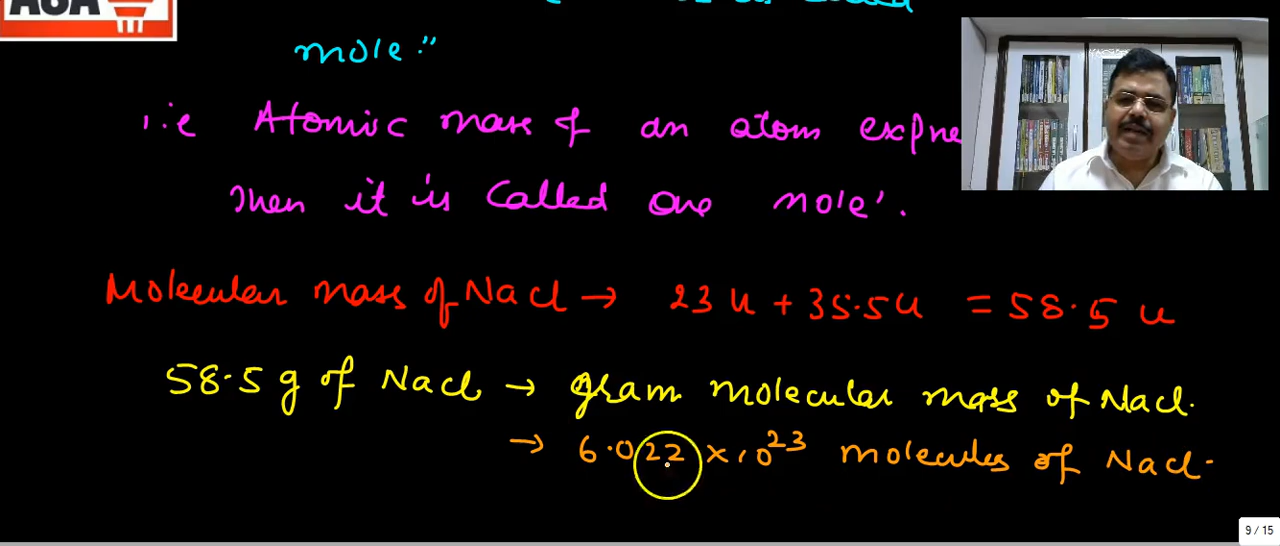 ASA
called
mole."
i.e Atomic mass of an atom
Then it is called one mole'.
Molecular mass of NaCl → 23 u + 35.5 u = 58.5 u
58.5 g of NaCl → gram molecular mass of NaCl.
→ 6.022 × 10²³ molecules of NaCl.
9 / 15